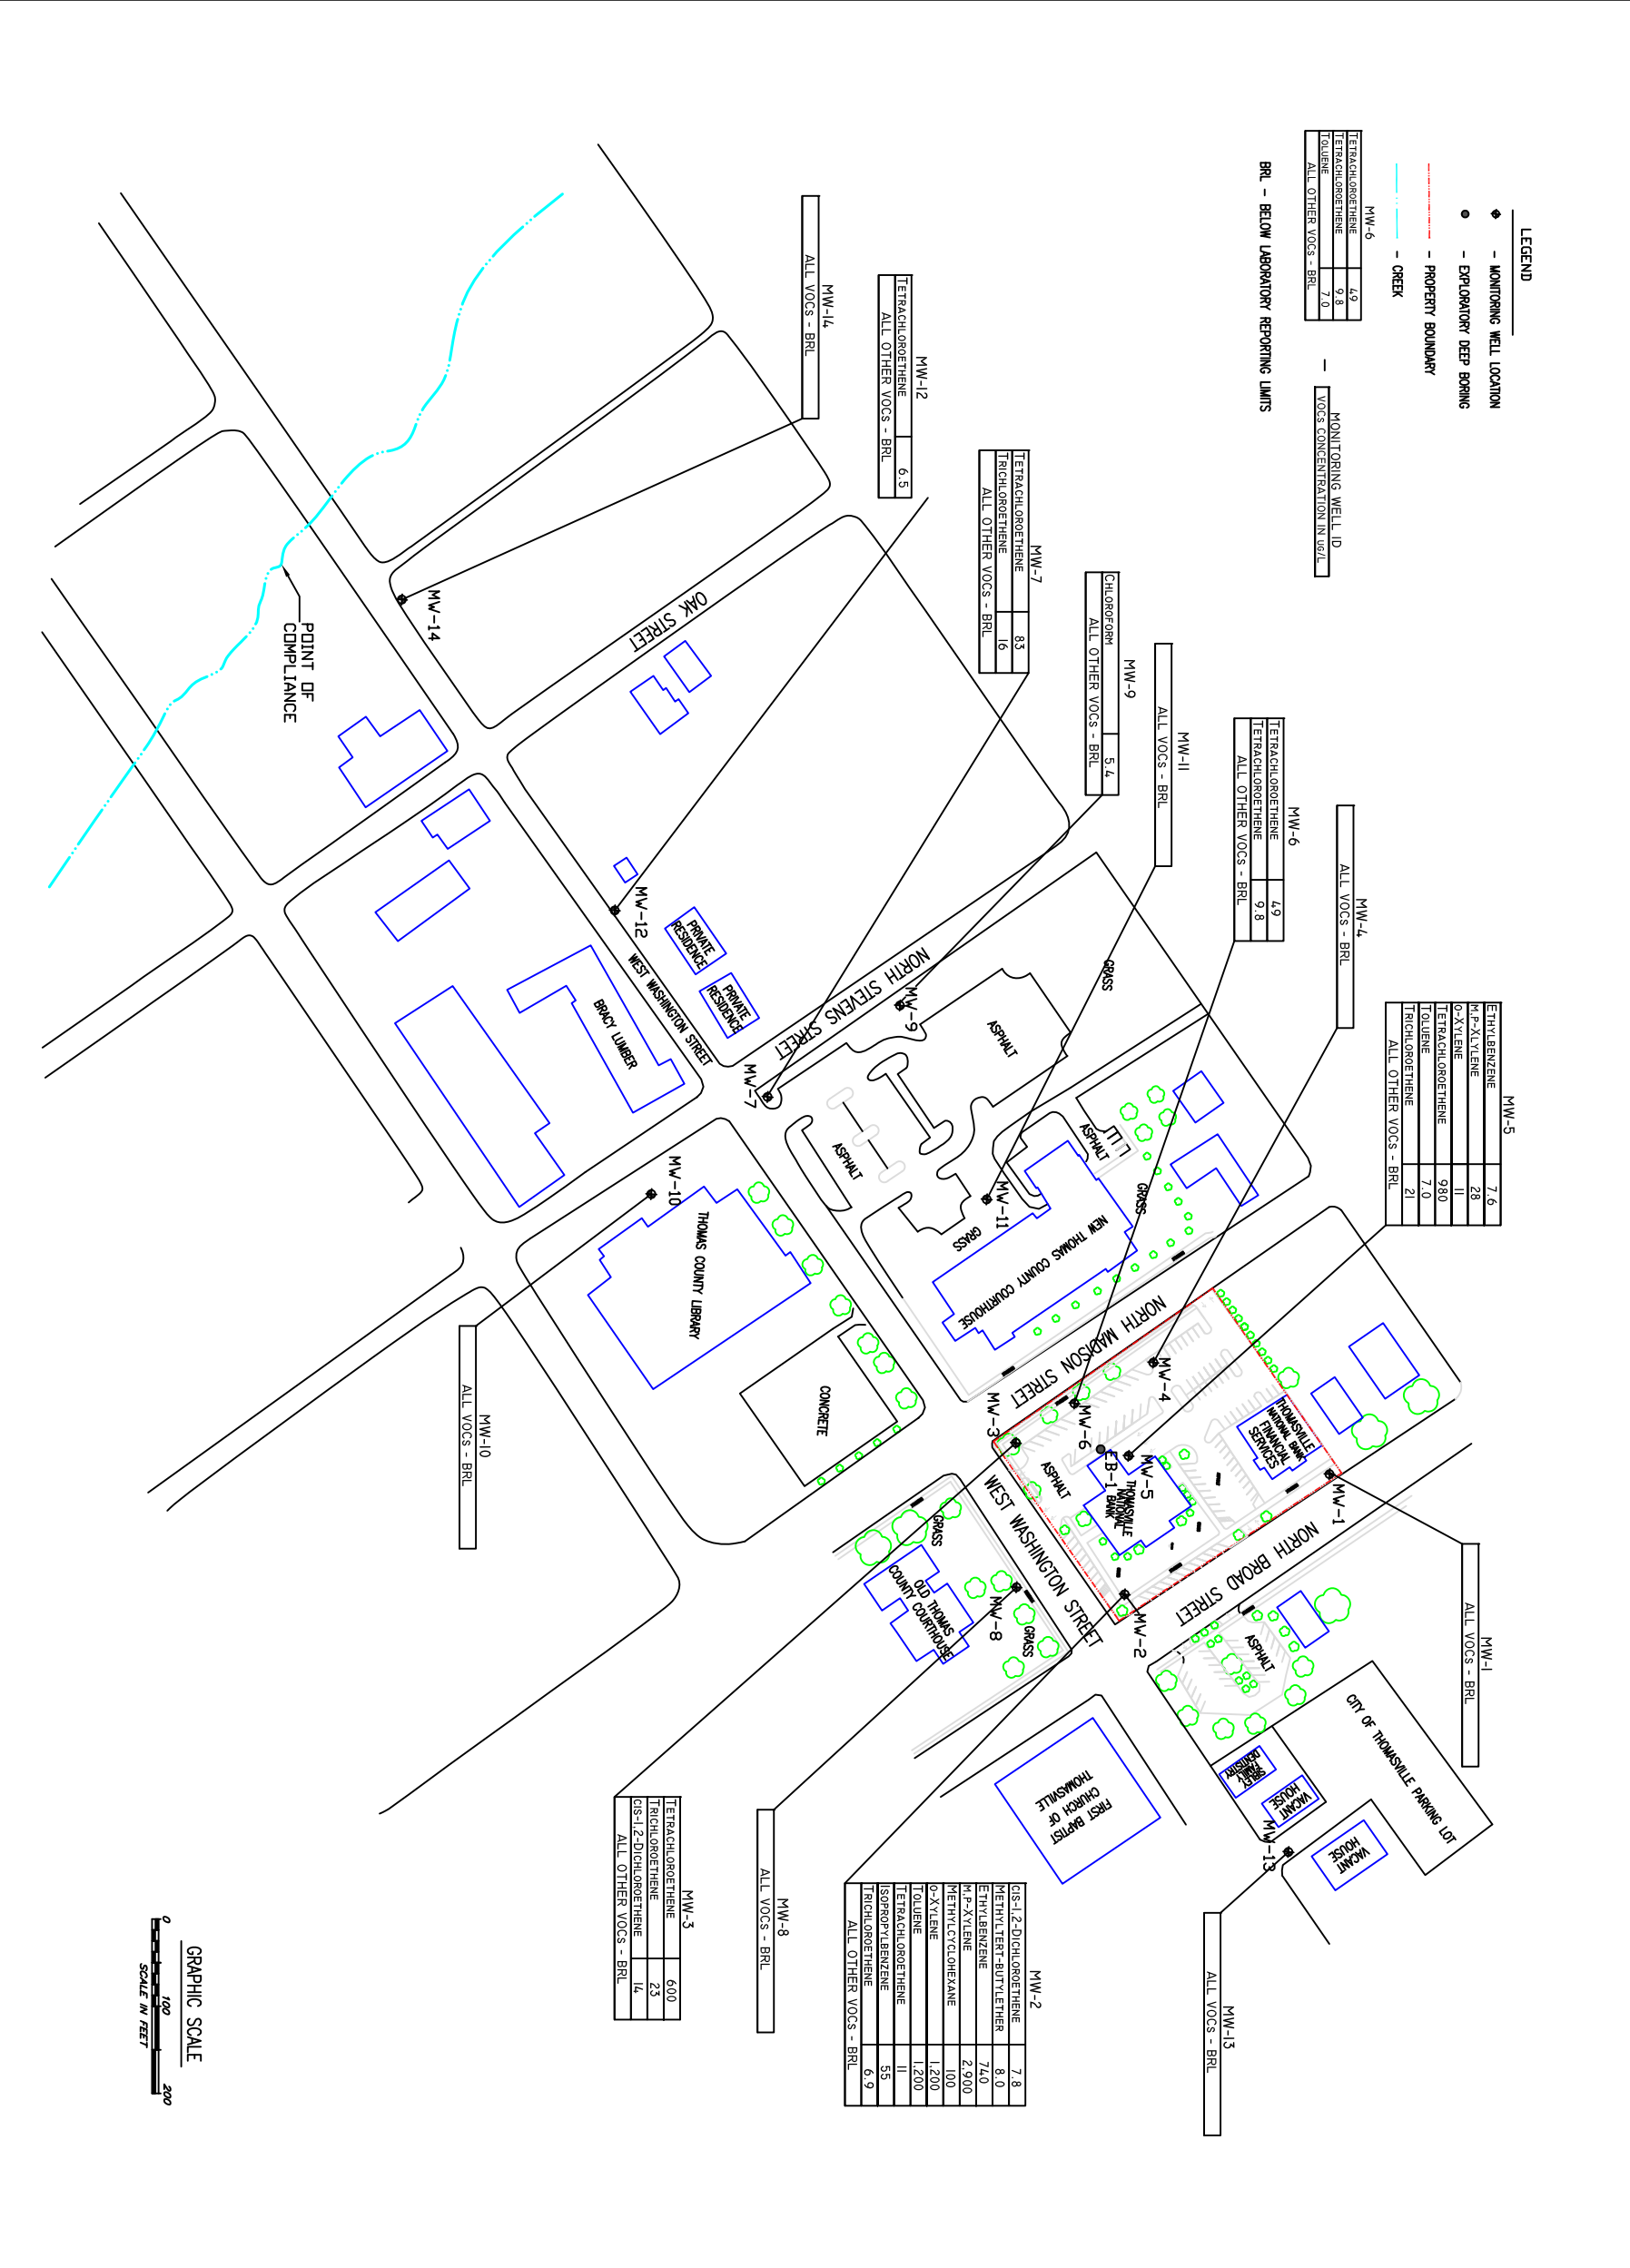 LEGEND
- MONITORING WELL LOCATION
- EXPLORATORY DEEP BORING
- PROPERTY BOUNDARY
- CREEK
MW-6
TETRACHLOROETHENE 49
TETRACHLOROETHENE 9.8
TOLUENE 7.0
ALL OTHER VOCs - BRL
-
MONITORING WELL ID
VOCs CONCENTRATION IN UG/L
BRL - BELOW LABORATORY REPORTING LIMITS
MW-5
ETHYLBENZENE 7.6
M,P-XLYLENE 28
O-XYLENE 11
TETRACHLOROETHENE 980
TOLUENE 7.0
TRICHLOROETHENE 21
ALL OTHER VOCs - BRL
MW-4
ALL VOCs - BRL
MW-6
TETRACHLOROETHENE 49
TETRACHLOROETHENE 9.8
ALL OTHER VOCs - BRL
MW-11
ALL VOCs - BRL
MW-9
CHLOROFORM 5.4
ALL OTHER VOCs - BRL
MW-7
TETRACHLOROETHENE 83
TRICHLOROETHENE 16
ALL OTHER VOCs - BRL
MW-12
TETRACHLOROETHENE 6.5
ALL OTHER VOCs - BRL
MW-14
ALL VOCs - BRL
MW-1
ALL VOCs - BRL
MW-13
ALL VOCs - BRL
MW-2
CIS-1,2-DICHLOROETHENE 7.8
METHYLTERT-BUTYLETHER 8.0
ETHYLBENZENE 740
M,P-XYLENE 2,900
METHYLCYCLOHEXANE 100
O-XYLENE 1,200
TOLUENE 1,200
TETRACHLOROETHENE 11
ISOPROPYLBENZENE 55
TRICHLOROETHENE 6.9
ALL OTHER VOCs - BRL
MW-8
ALL VOCs - BRL
MW-3
TETRACHLOROETHENE 600
TRICHLOROETHENE 23
CIS-1,2-DICHLOROETHENE 14
ALL OTHER VOCs - BRL
MW-10
ALL VOCs - BRL
CITY OF THOMASVILLE PARKING LOT
VACANT
HOUSE
VACANT
HOUSE
SIBLEY
FAMILY
DENTISTRY
MW-13
ASPHALT
FIRST BAPTIST
CHURCH OF
THOMASVILLE
NORTH BROAD STREET
MW-1
THOMASVILLE
NATIONAL BANK
FINANCIAL
SERVICES
MW-4
MW-6
EB-1
MW-5
THOMASVILLE
NATIONAL
BANK
ASPHALT
MW-3
MW-2
WEST WASHINGTON STREET
NORTH MADISON STREET
GRASS
MW-8
GRASS
OLD THOMAS
COUNTY COURTHOUSE
NEW THOMAS COUNTY COURTHOUSE
GRASS
GRASS
GRASS
ASPHALT
ASPHALT
ASPHALT
MW-11
MW-9
NORTH STEVENS STREET
MW-7
CONCRETE
THOMAS COUNTY LIBRARY
MW-10
PRIVATE
RESIDENCE
PRIVATE
RESIDENCE
WEST WASHINGTON STREET
BRACY LUMBER
MW-12
OAK STREET
MW-14
POINT OF
COMPLIANCE
GRAPHIC SCALE
0 100 200
SCALE IN FEET